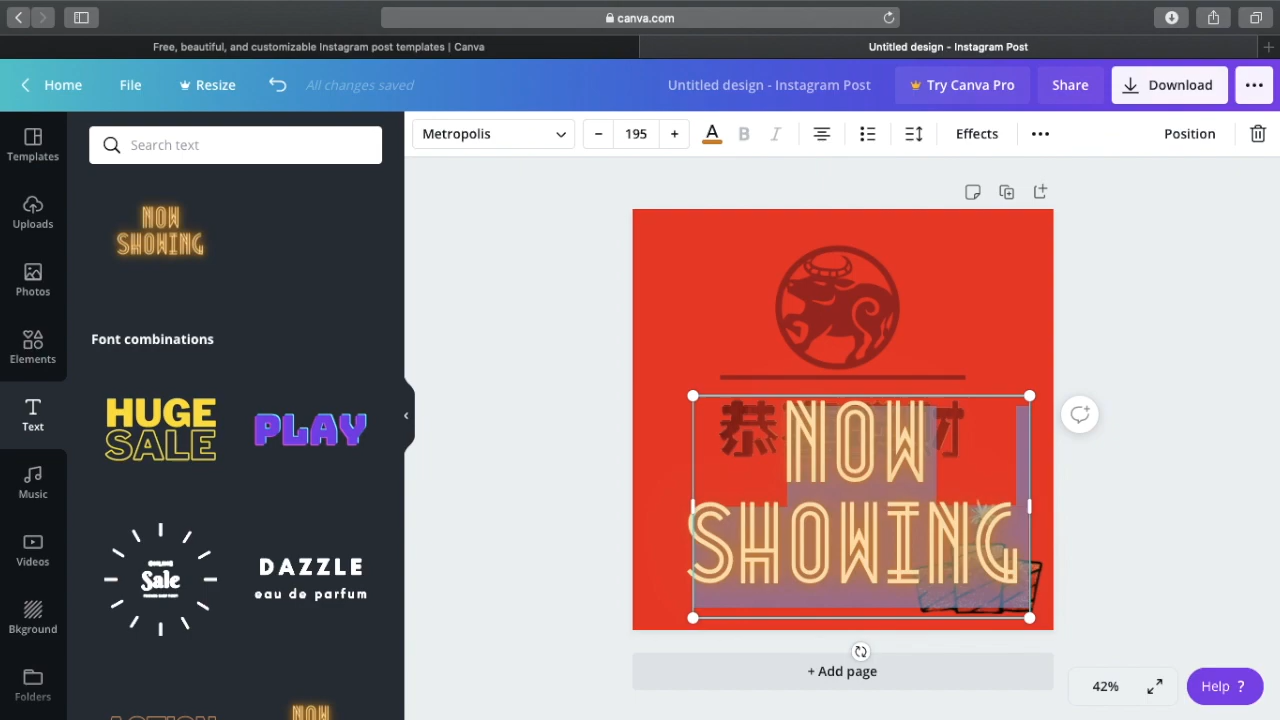 canva.com
Free, beautiful, and customizable Instagram post templates | Canva
Untitled design - Instagram Post
Home
File
Resize
All changes saved
Untitled design - Instagram Post
Try Canva Pro
Share
Download
Templates
Uploads
Photos
Elements
Text
Music
Videos
Bkground
Folders
Search text
NOW
SHOWING
Font combinations
HUGE
SALE
PLAY
Sale
DAZZLE
eau de parfum
NOW
Metropolis
– 195 +
A B I
Effects
Position
恭
NOW
SHOWING
+ Add page
42%
Help ?